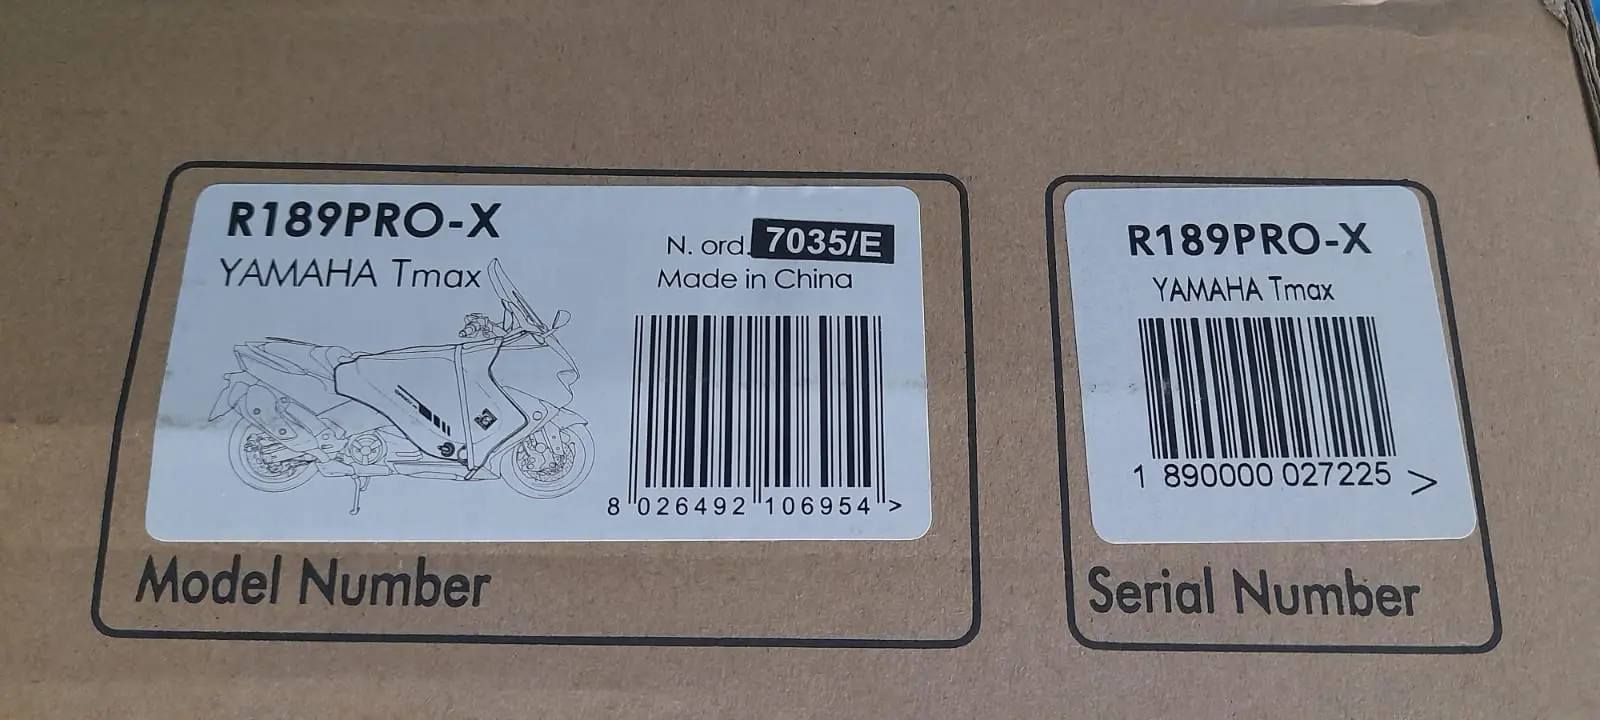 R189PRO-X
YAMAHA Tmax
N. ord. 7035/E
Made in China
8 026492 106954 >
Model Number
R189PRO-X
YAMAHA Tmax
1 890000 027225 >
Serial Number